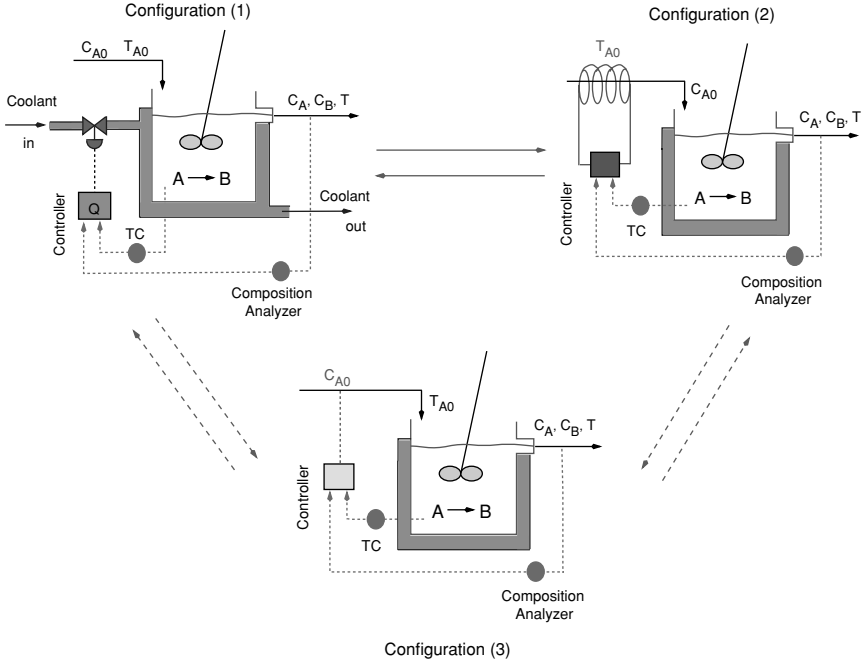 Configuration (1)
C_A0 T_A0
Coolant
in
C_A, C_B, T
A B
Controller
Q
TC
Coolant
out
Composition
Analyzer
Configuration (2)
T_A0
C_A0
C_A, C_B, T
A B
Controller
TC
Composition
Analyzer
C_A0
T_A0
C_A, C_B, T
Controller
A B
TC
Composition
Analyzer
Configuration (3)